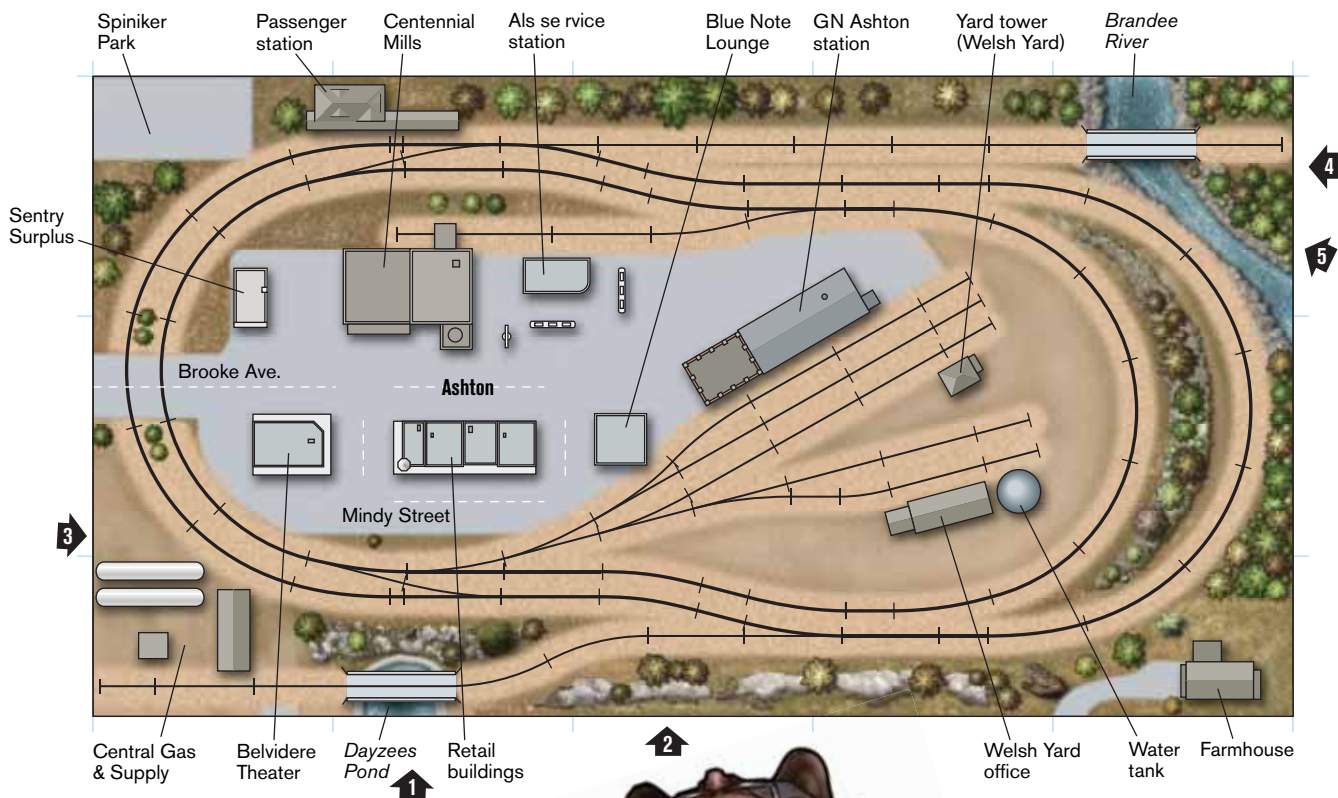 Spiniker
Park
Passenger
station
Centennial
Mills
Als se rvice
station
Blue Note
Lounge
GN Ashton
station
Yard tower
(Welsh Yard)
Brandee
River
4
Sentry
Surplus
5
Brooke Ave.
Ashton
Mindy Street
3
Central Gas
& Supply
Belvidere
Theater
Dayzees
Pond
1
Retail
buildings
2
Welsh Yard
office
Water
tank
Farmhouse